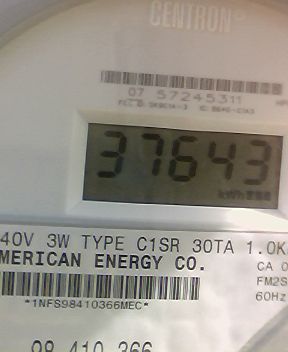 CENTRON®
07 57245311
37643
kWh
40V 3W TYPE C1SR 30TA 1.0K
MERICAN ENERGY CO.
CA 0
FM2S
60Hz
*1NFS98410366MEC*
98 410 366